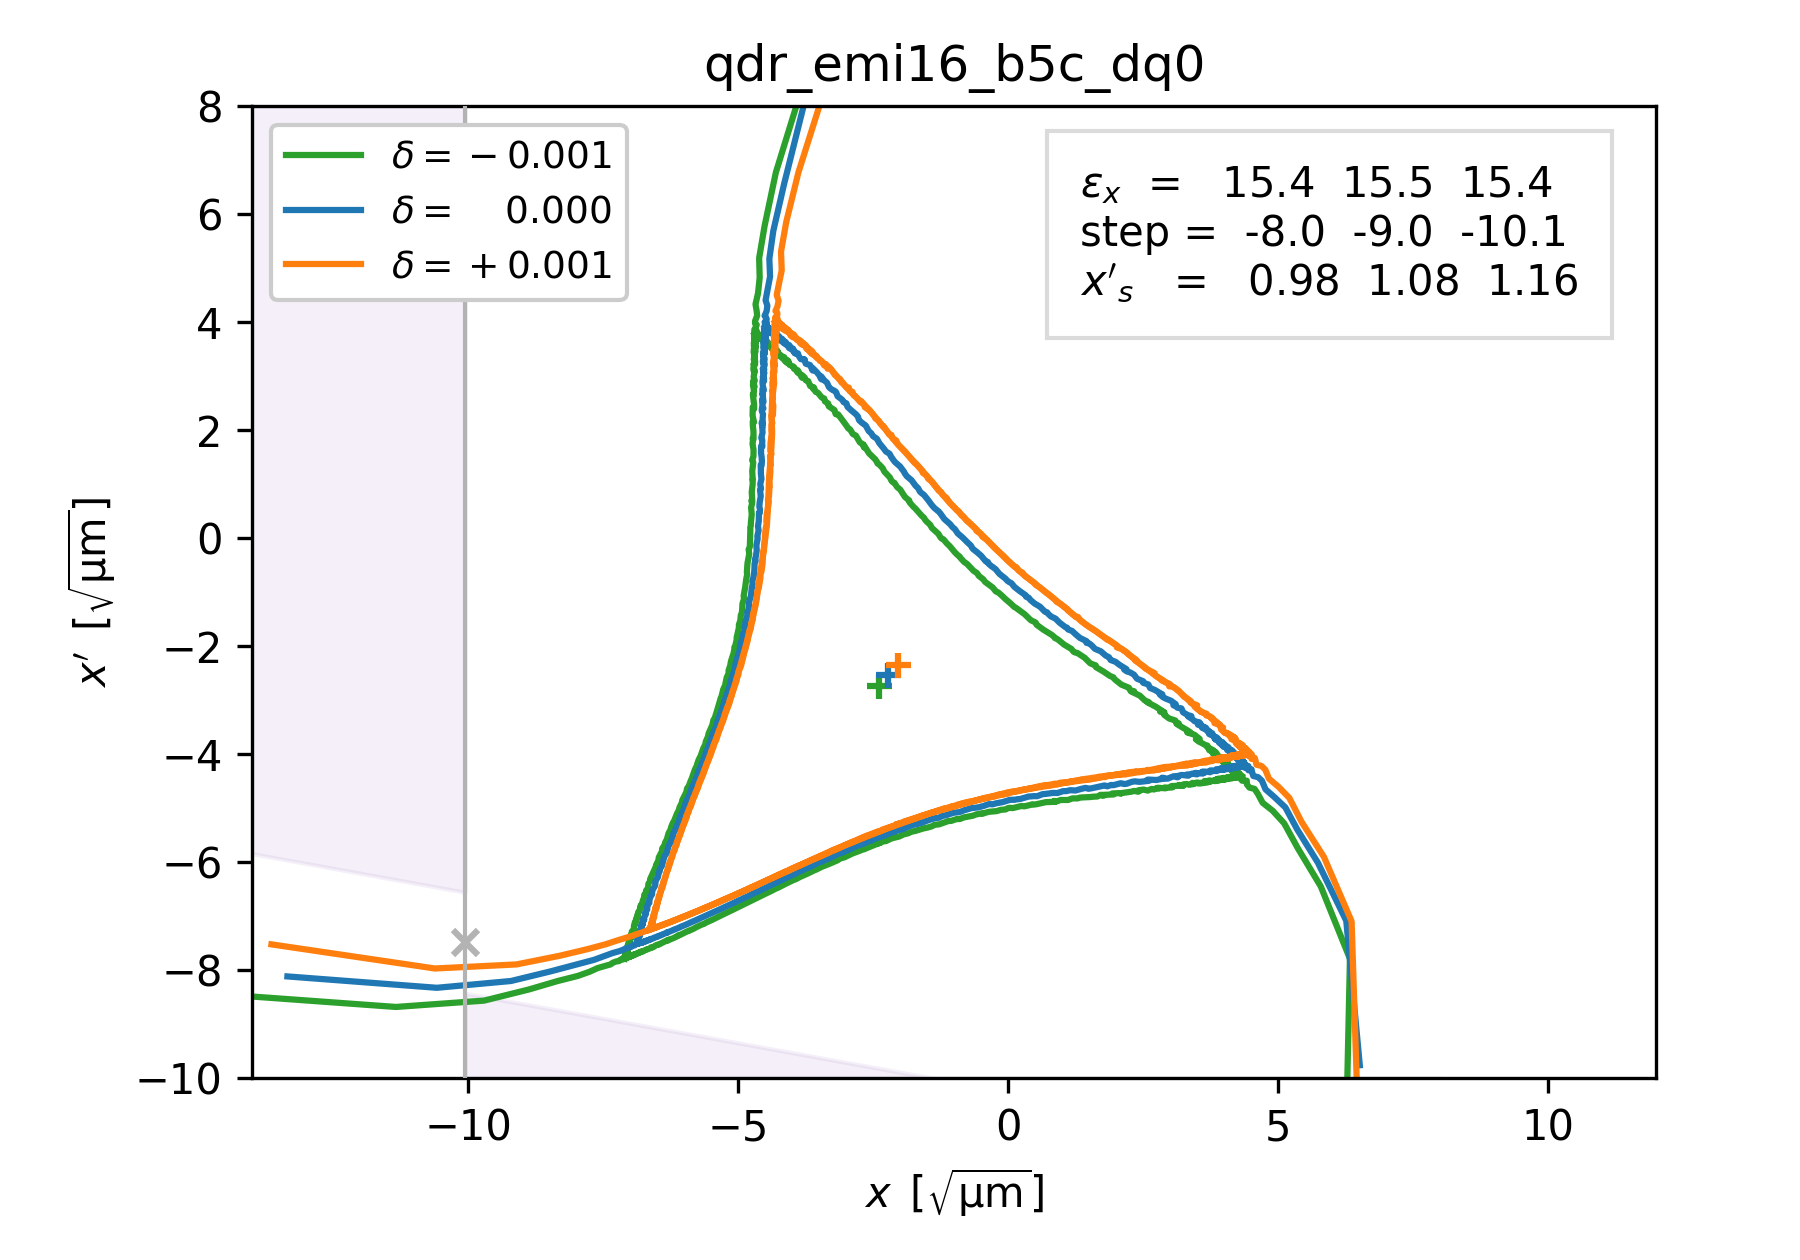 qdr_emi16_b5c_dq0
8
6
4
2
0
−2
−4
−6
−8
−10
x′ [√µm]
δ = − 0.001
δ = 0.000
δ = + 0.001
εx = 15.4 15.5 15.4
step = -8.0 -9.0 -10.1
x′s = 0.98 1.08 1.16
−10 −5 0 5 10
x [√µm]